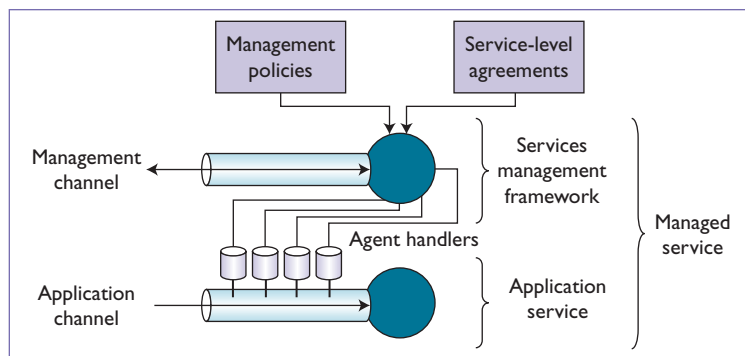 Management
policies
Service-level
agreements
Management
channel
Services
management
framework
Managed
service
Agent handlers
Application
channel
Application
service